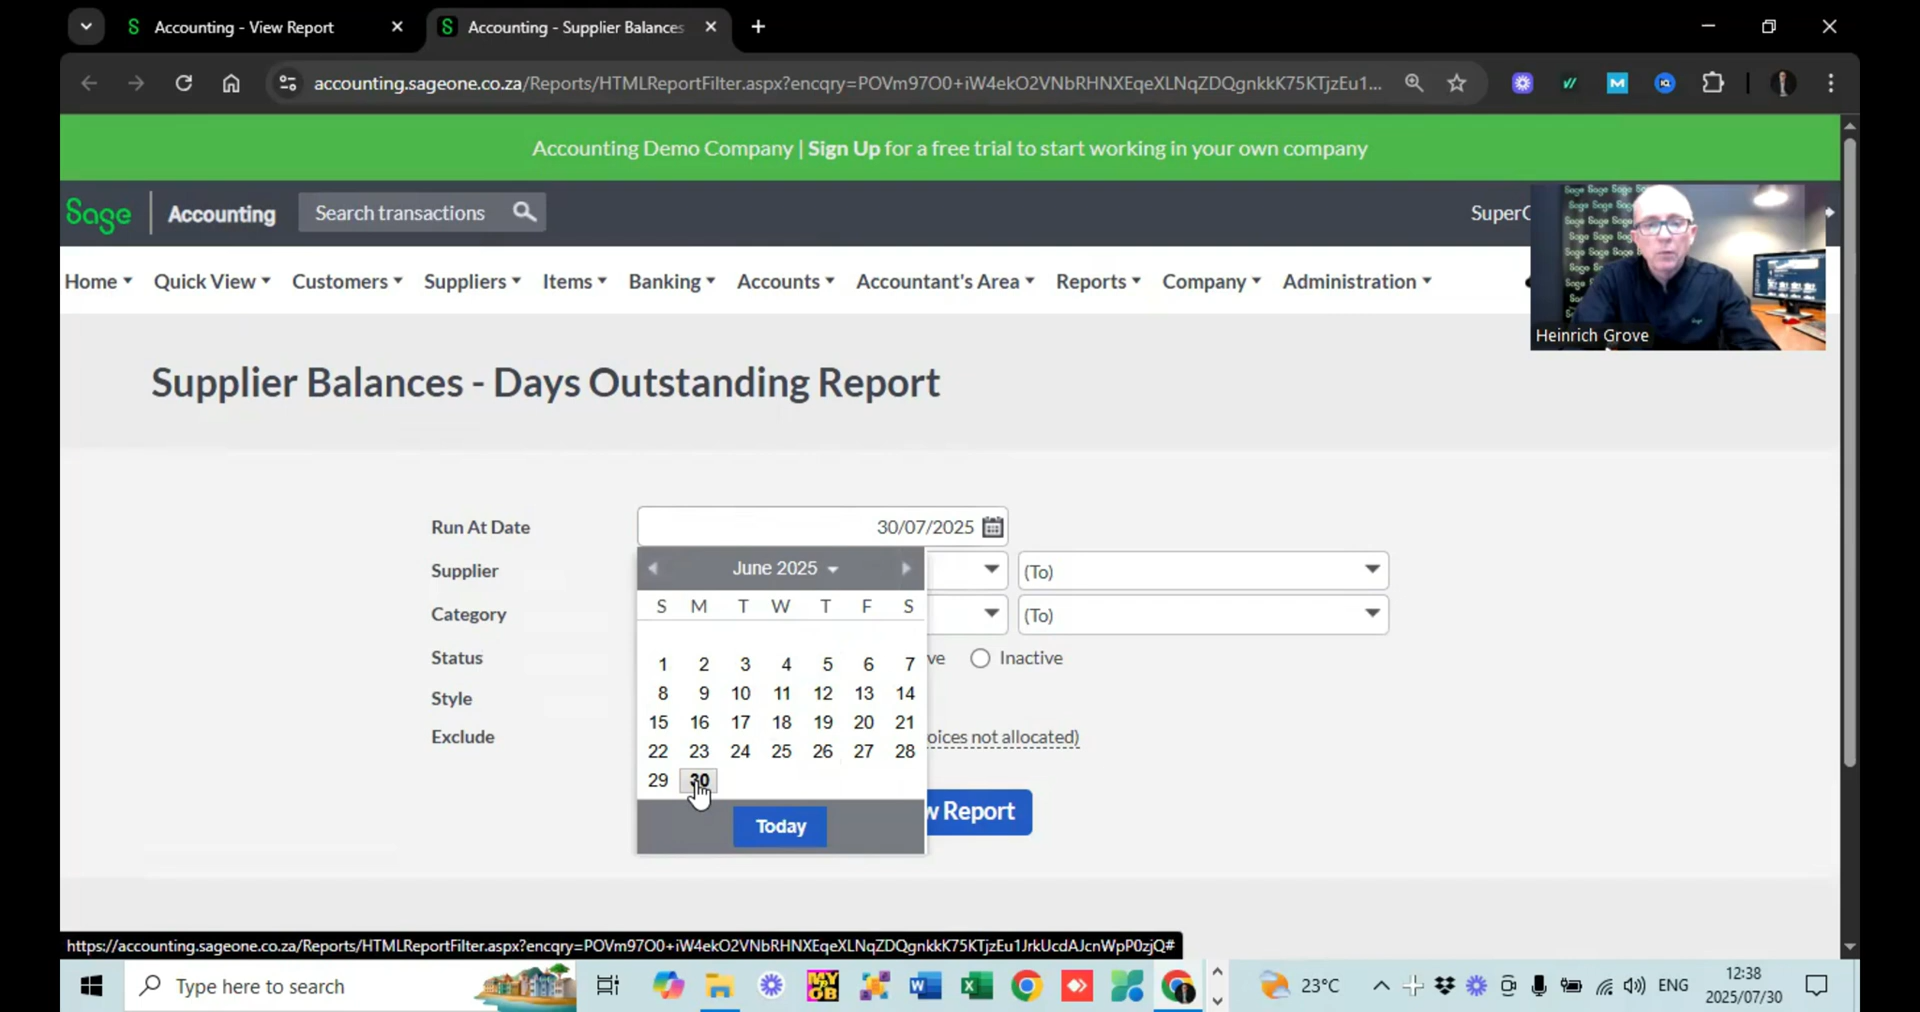 Accounting - View Report
Accounting - Supplier Balances
accounting.sageone.co.za/Reports/HTMLReportFilter.aspx?encqry=POVm97O0+iW4ekO2VNbRHNXEqeXLNqZDQgnkkK75KTjzEu1...
Accounting Demo Company | Sign Up for a free trial to start working in your own company
Sage Accounting Search transactions SuperC
Home Quick View Customers Suppliers Items Banking Accounts Accountant's Area Reports Company Administration
Heinrich Grove
Supplier Balances - Days Outstanding Report
Run At Date 30/07/2025
June 2025
Supplier (To)
S M T W T F S
Category (To)
Status ve Inactive
1 2 3 4 5 6 7
Style
8 9 10 11 12 13 14
15 16 17 18 19 20 21
Exclude oices not allocated)
22 23 24 25 26 27 28
29 30
w Report
Today
https://accounting.sageone.co.za/Reports/HTMLReportFilter.aspx?encqry=POVm97O0+iW4ekO2VNbRHNXEqeXLNqZDQgnkkK75KTjzEu1JrkUcdAJcnWpP0zjQ#
Type here to search 23°C ENG 12:38
2025/07/30